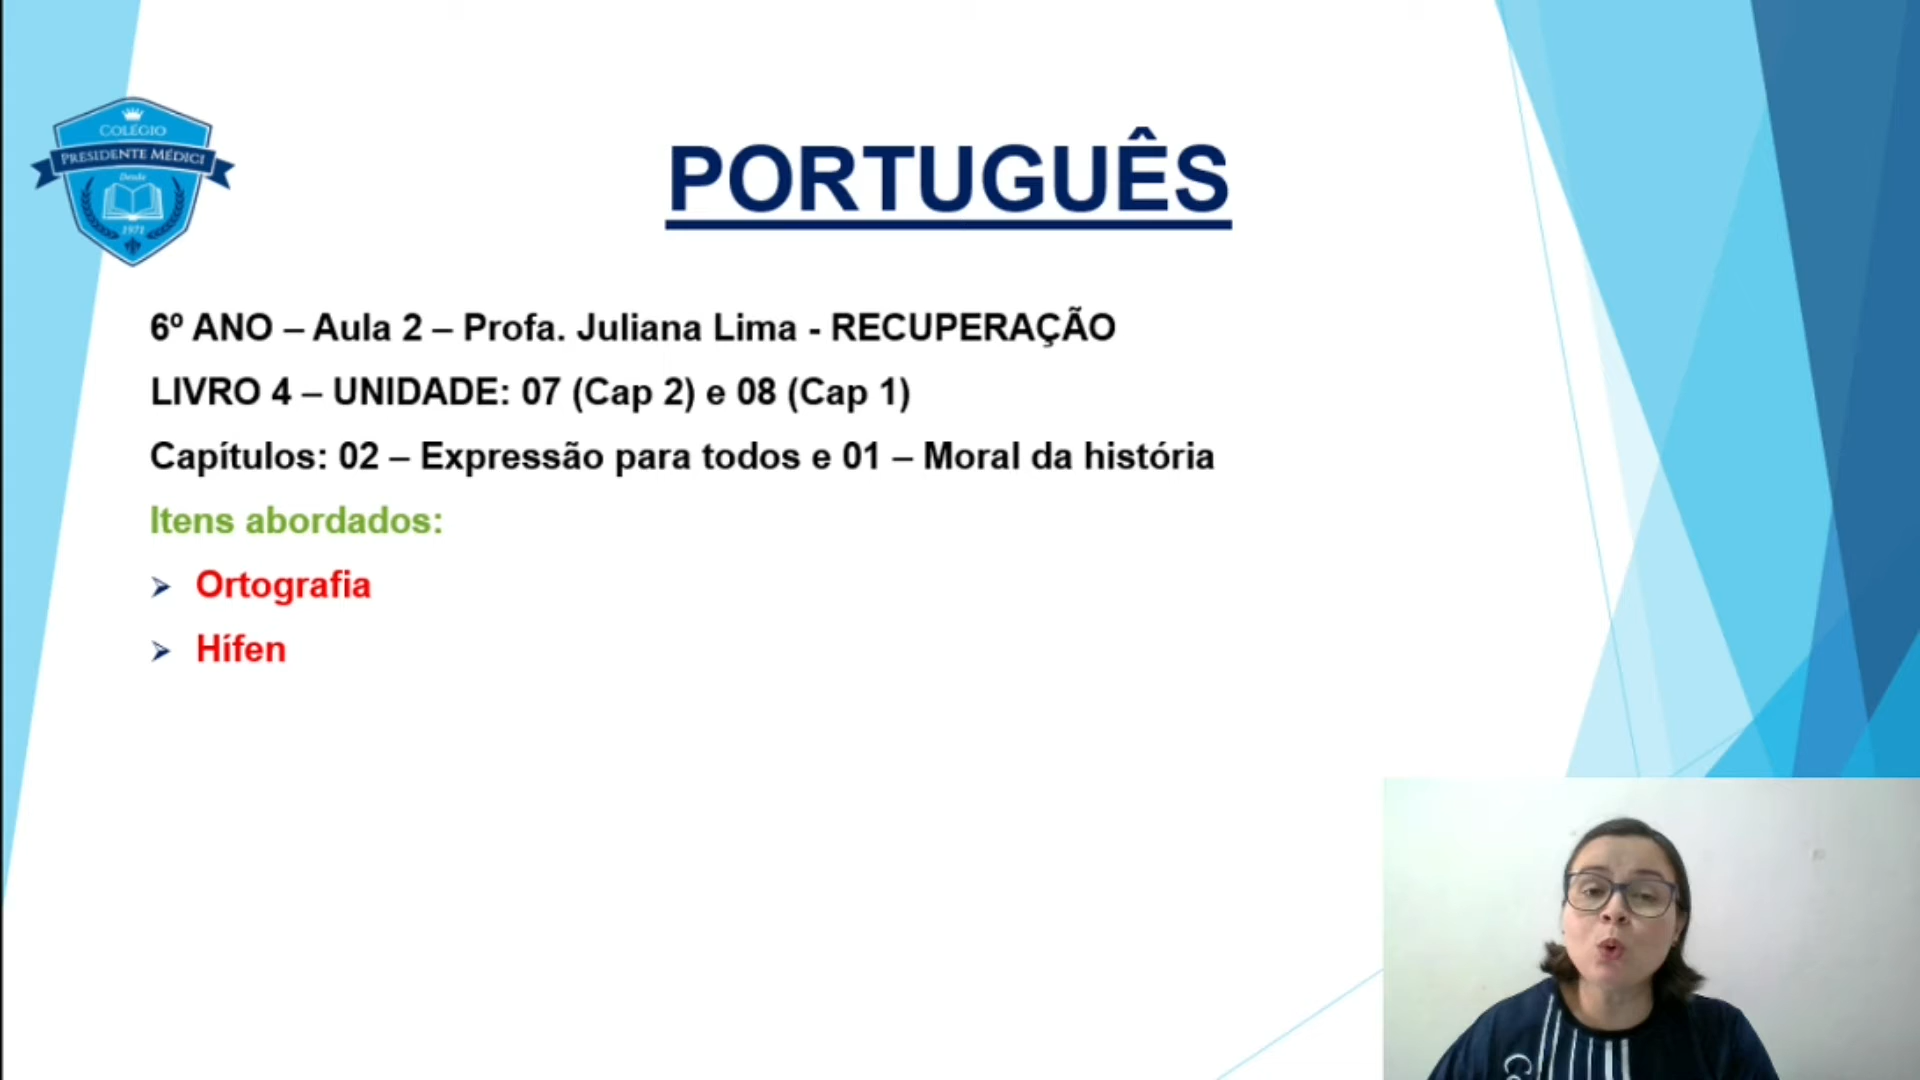 COLÉGIO
PRESIDENTE MÉDICI
Desde
1971
PORTUGUÊS
6º ANO – Aula 2 – Profa. Juliana Lima - RECUPERAÇÃO
LIVRO 4 – UNIDADE: 07 (Cap 2) e 08 (Cap 1)
Capítulos: 02 – Expressão para todos e 01 – Moral da história
Itens abordados:
Ortografia
Hífen